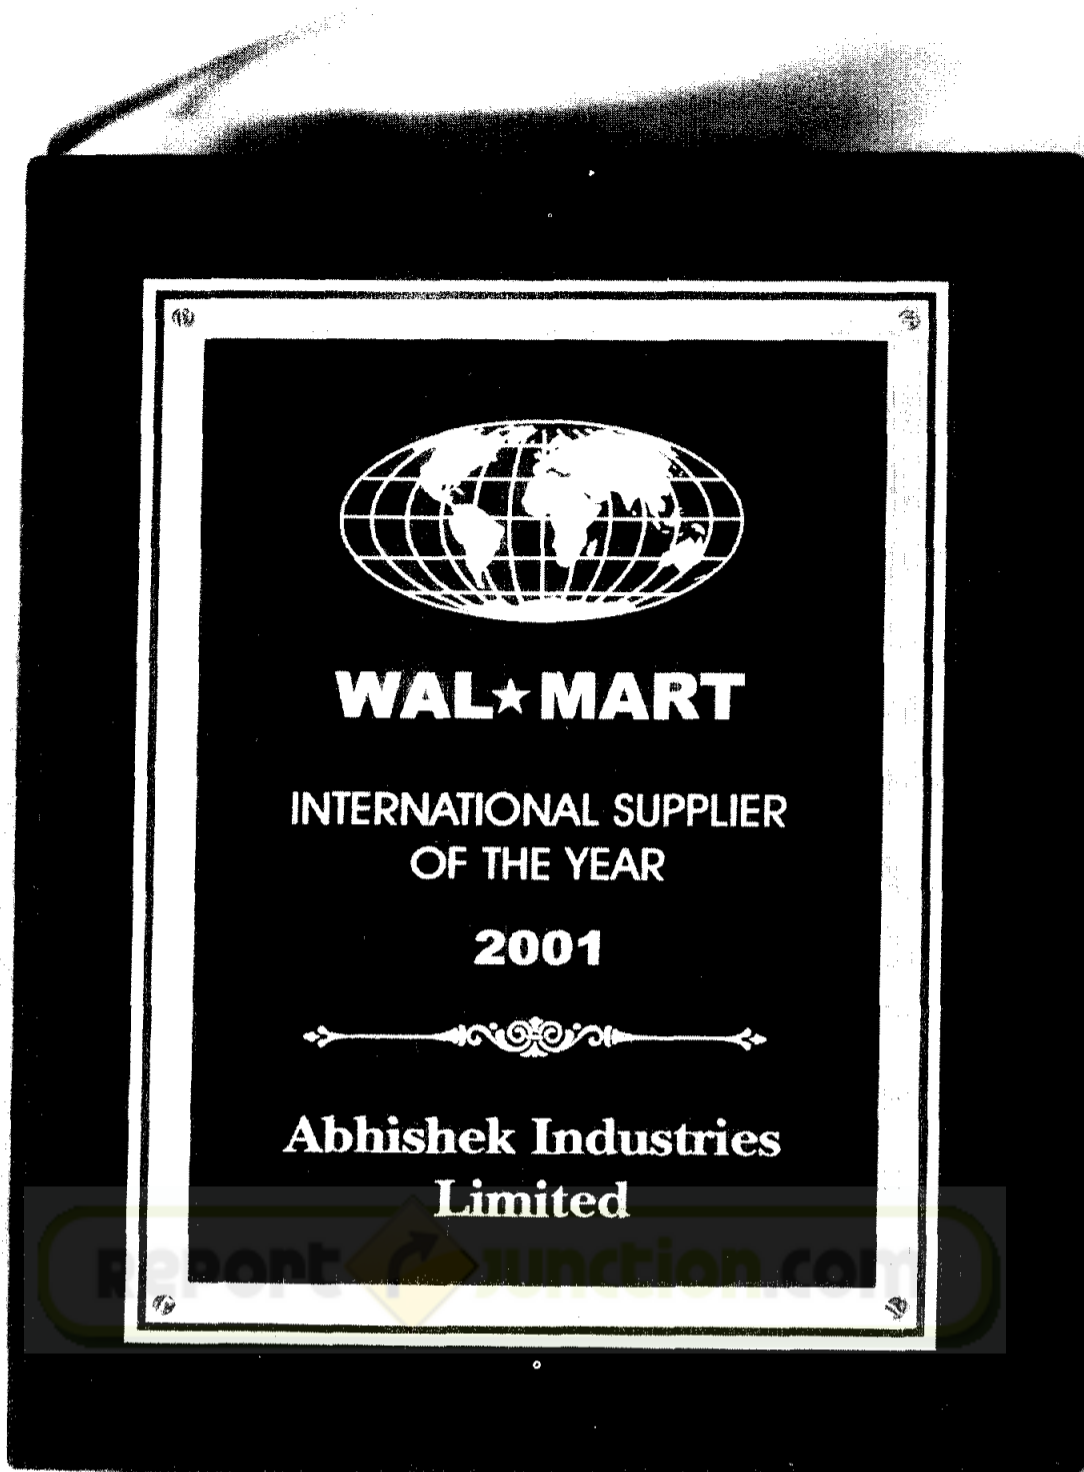 WAL★MART
INTERNATIONAL SUPPLIER
OF THE YEAR
2001
Abhishek Industries
Limited
Report Junction.com